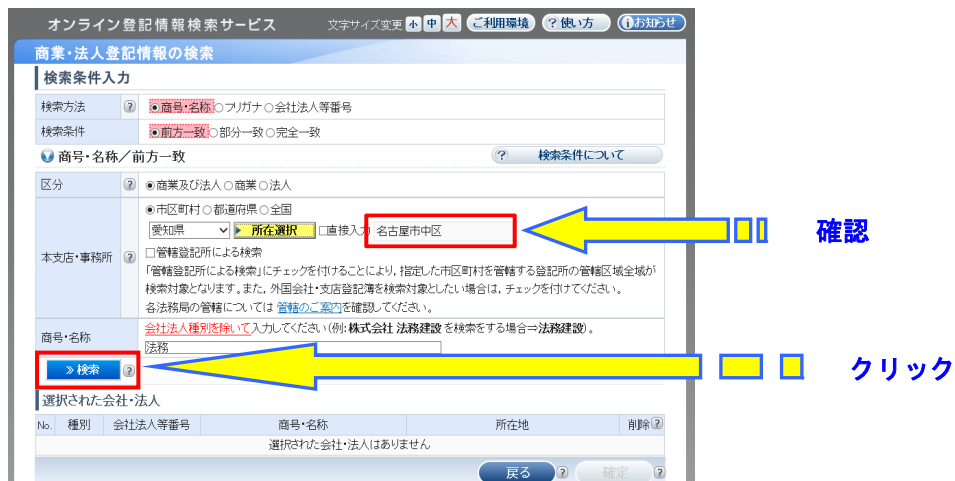 オンライン登記情報検索サービス 文字サイズ変更 小 中 大 ご利用環境 ? 使い方 i お知らせ
商業・法人登記情報の検索
検索条件入力
検索方法 ? ◉商号・名称 ○フリガナ ○会社法人等番号
検索条件 ◉前方一致 ○部分一致 ○完全一致
商号・名称／前方一致 ? 検索条件について
区分 ? ◉商業及び法人 ○商業 ○法人
◉市区町村 ○都道府県 ○全国
愛知県 所在選択 □直接入力 名古屋市中区
確認
□管轄登記所による検索
本支店・事務所 ?
「管轄登記所による検索」にチェックを付けることにより，指定した市区町村を管轄する登記所の管轄区域全域が
検索対象となります。また，外国会社・支店登記簿を検索対象としたい場合は，チェックを付けてください。
各法務局の管轄については 管轄のご案内を確認してください。
会社法人種別を除いて入力してください（例：株式会社 法務建設 を検索をする場合⇒法務建設）。
商号・名称
法務
≫検索 ?
クリック
選択された会社・法人
No. 種別 会社法人等番号 商号・名称 所在地 削除 ?
選択された会社・法人はありません
戻る ? 確定 ?